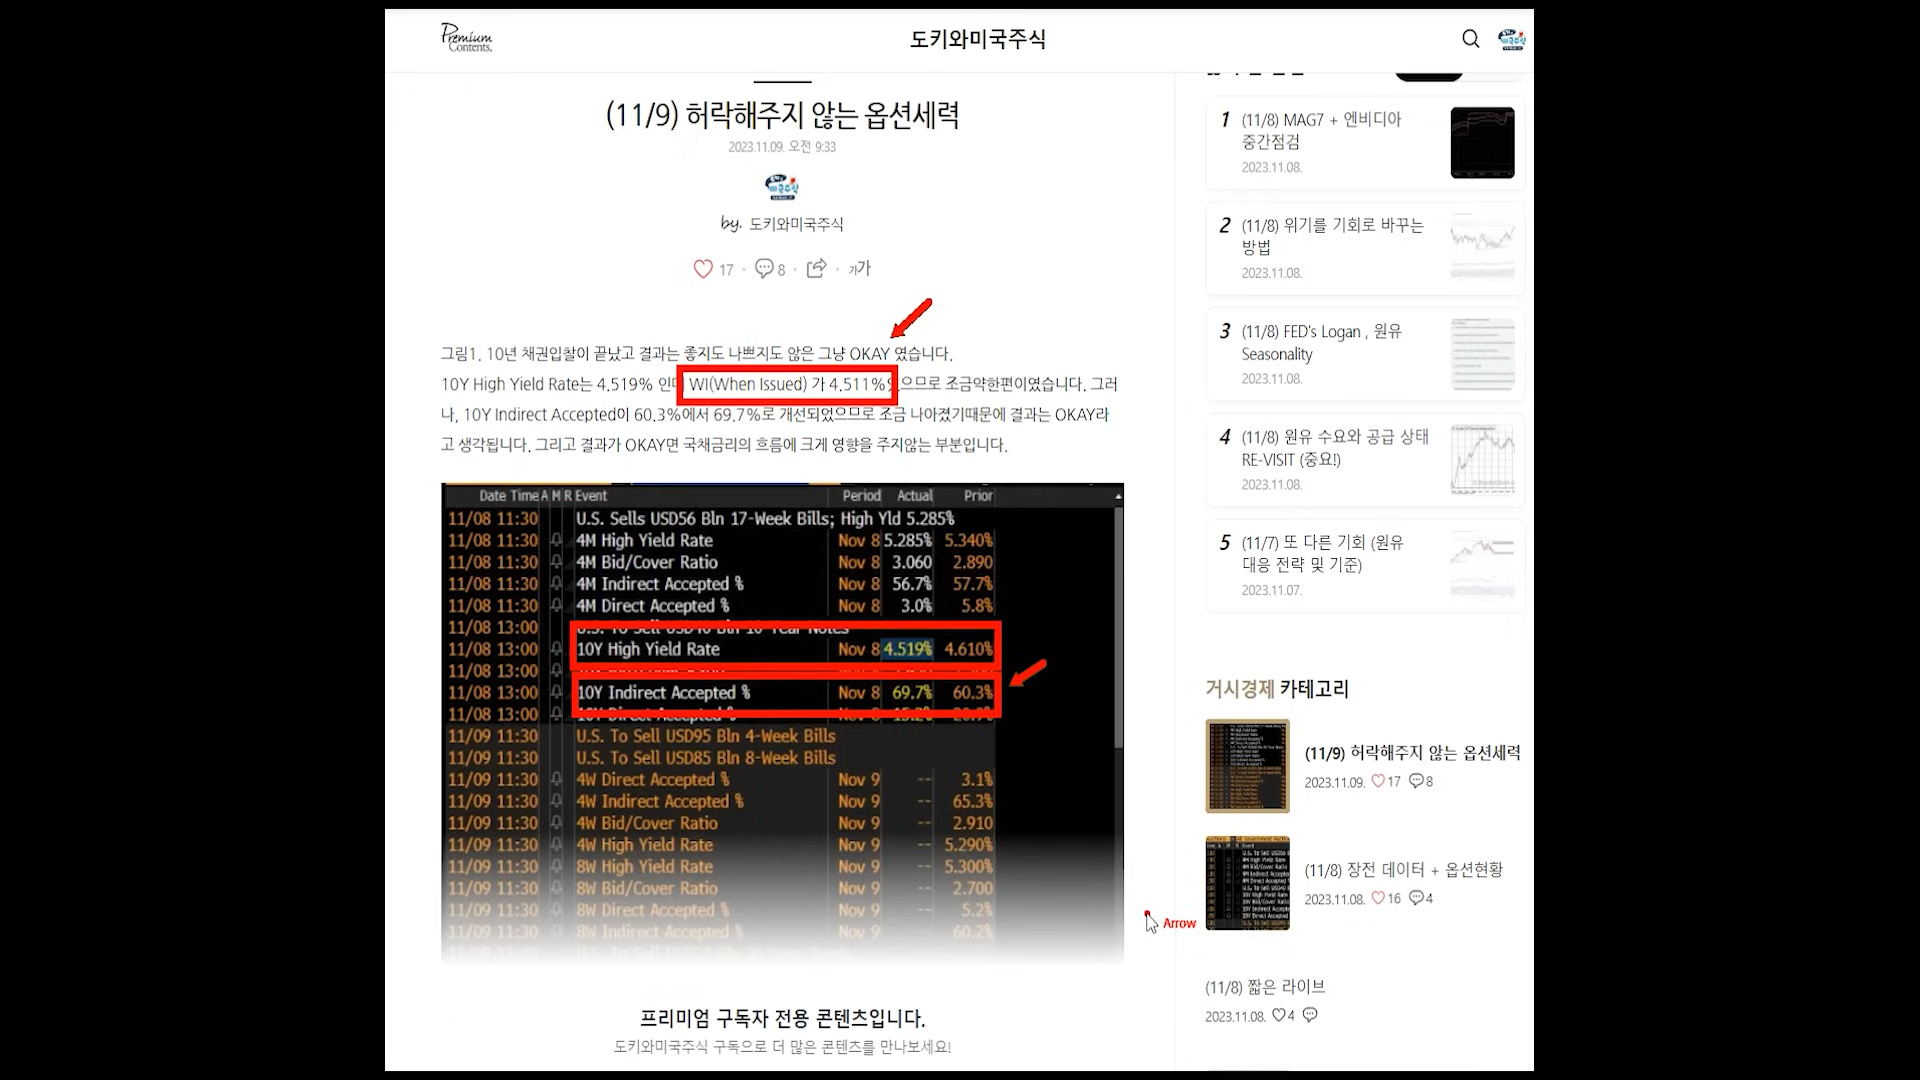 Premium
Contents.
도키와미국주식
(11/9) 허락해주지 않는 옵션세력
2023.11.09. 오전 9:33
by. 도키와미국주식
17 · 8 · 가가
그림1. 10년 채권입찰이 끝났고 결과는 좋지도 나쁘지도 않은 그냥 OKAY 였습니다.
10Y High Yield Rate는 4.519% 인데 WI(When Issued) 가 4.511% 으므로 조금약한편이였습니다. 그러
나, 10Y Indirect Accepted이 60.3%에서 69.7%로 개선되었으므로 조금 나아졌기때문에 결과는 OKAY라
고 생각됩니다. 그리고 결과가 OKAY면 국채금리의 흐름에 크게 영향을 주지않는 부분입니다.
Date Time A M R Event Period Actual Prior
11/08 11:30 U.S. Sells USD56 Bln 17-Week Bills; High Yld 5.285%
11/08 11:30 4M High Yield Rate Nov 8 5.285% 5.340%
11/08 11:30 4M Bid/Cover Ratio Nov 8 3.060 2.890
11/08 11:30 4M Indirect Accepted % Nov 8 56.7% 57.7%
11/08 11:30 4M Direct Accepted % Nov 8 3.0% 5.8%
11/08 13:00 U.S. To Sell USD40 Bln 10-Year Notes
11/08 13:00 10Y High Yield Rate Nov 8 4.519% 4.610%
11/08 13:00
11/08 13:00 10Y Indirect Accepted % Nov 8 69.7% 60.3%
11/08 13:00 10Y Direct Accepted % Nov 8 15.2%
11/09 11:30 U.S. To Sell USD95 Bln 4-Week Bills
11/09 11:30 U.S. To Sell USD85 Bln 8-Week Bills
11/09 11:30 4W Direct Accepted % Nov 9 -- 3.1%
11/09 11:30 4W Indirect Accepted % Nov 9 -- 65.3%
11/09 11:30 4W Bid/Cover Ratio Nov 9 -- 2.910
11/09 11:30 4W High Yield Rate Nov 9 -- 5.290%
11/09 11:30 8W High Yield Rate Nov 9 -- 5.300%
11/09 11:30 8W Bid/Cover Ratio Nov 9 -- 2.700
11/09 11:30 8W Direct Accepted % Nov 9 -- 5.2%
11/09 11:30 8W Indirect Accepted % Nov 9 -- 60.2%
프리미엄 구독자 전용 콘텐츠입니다.
도키와미국주식 구독으로 더 많은 콘텐츠를 만나보세요!
Arrow
1 (11/8) MAG7 + 엔비디아
중간점검
2023.11.08.
2 (11/8) 위기를 기회로 바꾸는
방법
2023.11.08.
3 (11/8) FED's Logan , 원유
Seasonality
2023.11.08.
4 (11/8) 원유 수요와 공급 상태
RE-VISIT (중요!)
2023.11.08.
5 (11/7) 또 다른 기회 (원유
대응 전략 및 기준)
2023.11.07.
거시경제 카테고리
(11/9) 허락해주지 않는 옵션세력
2023.11.09. 17 8
(11/8) 장전 데이터 + 옵션현황
2023.11.08. 16 4
(11/8) 짧은 라이브
2023.11.08. 4